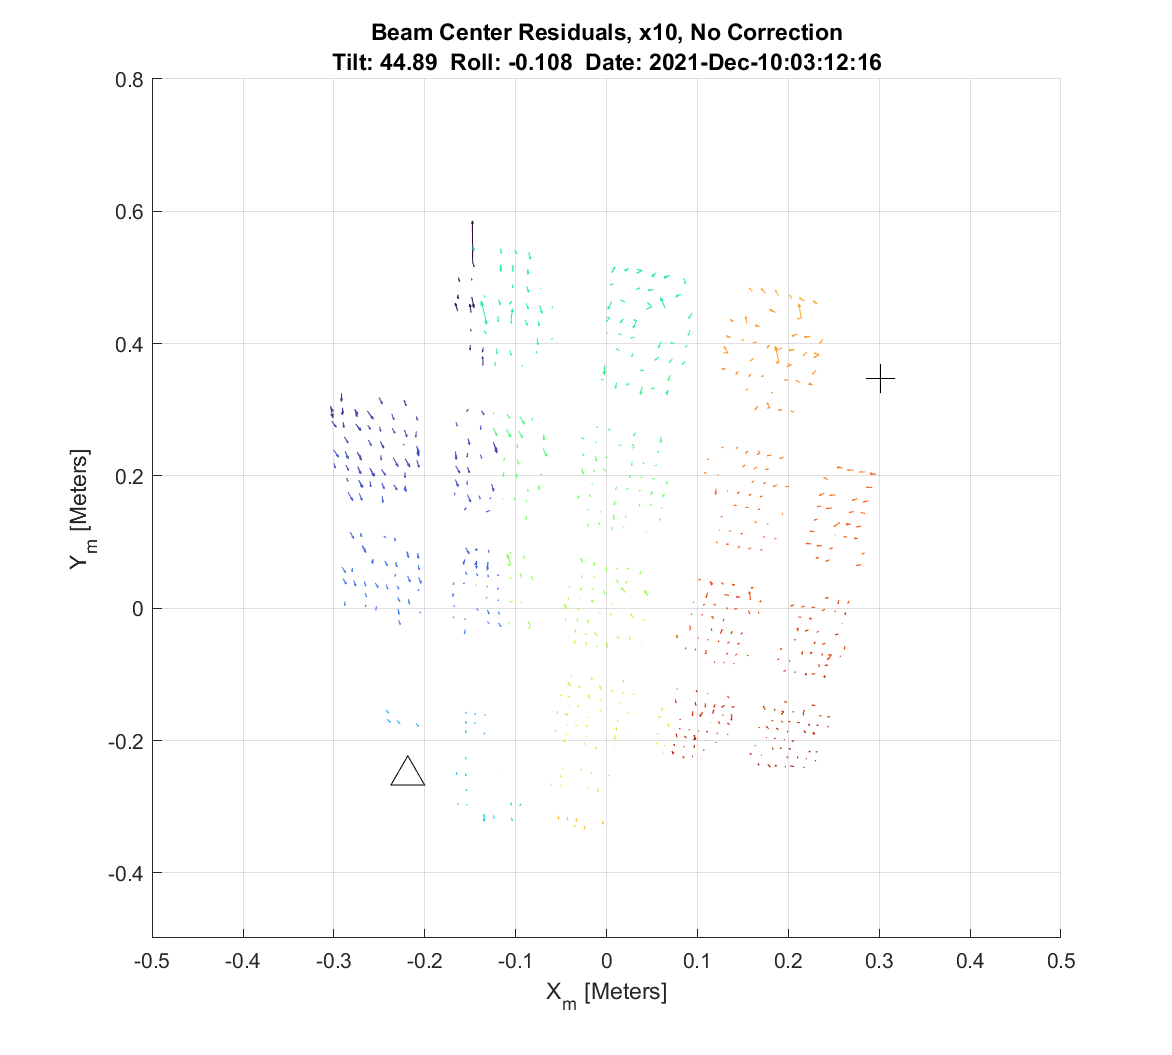 Beam Center Residuals, x10, No Correction
Tilt: 44.89 Roll: -0.108 Date: 2021-Dec-10:03:12:16
0.8
0.6
0.4
0.2
0
-0.2
-0.4
Y_m [Meters]
-0.5 -0.4 -0.3 -0.2 -0.1 0 0.1 0.2 0.3 0.4 0.5
X_m [Meters]